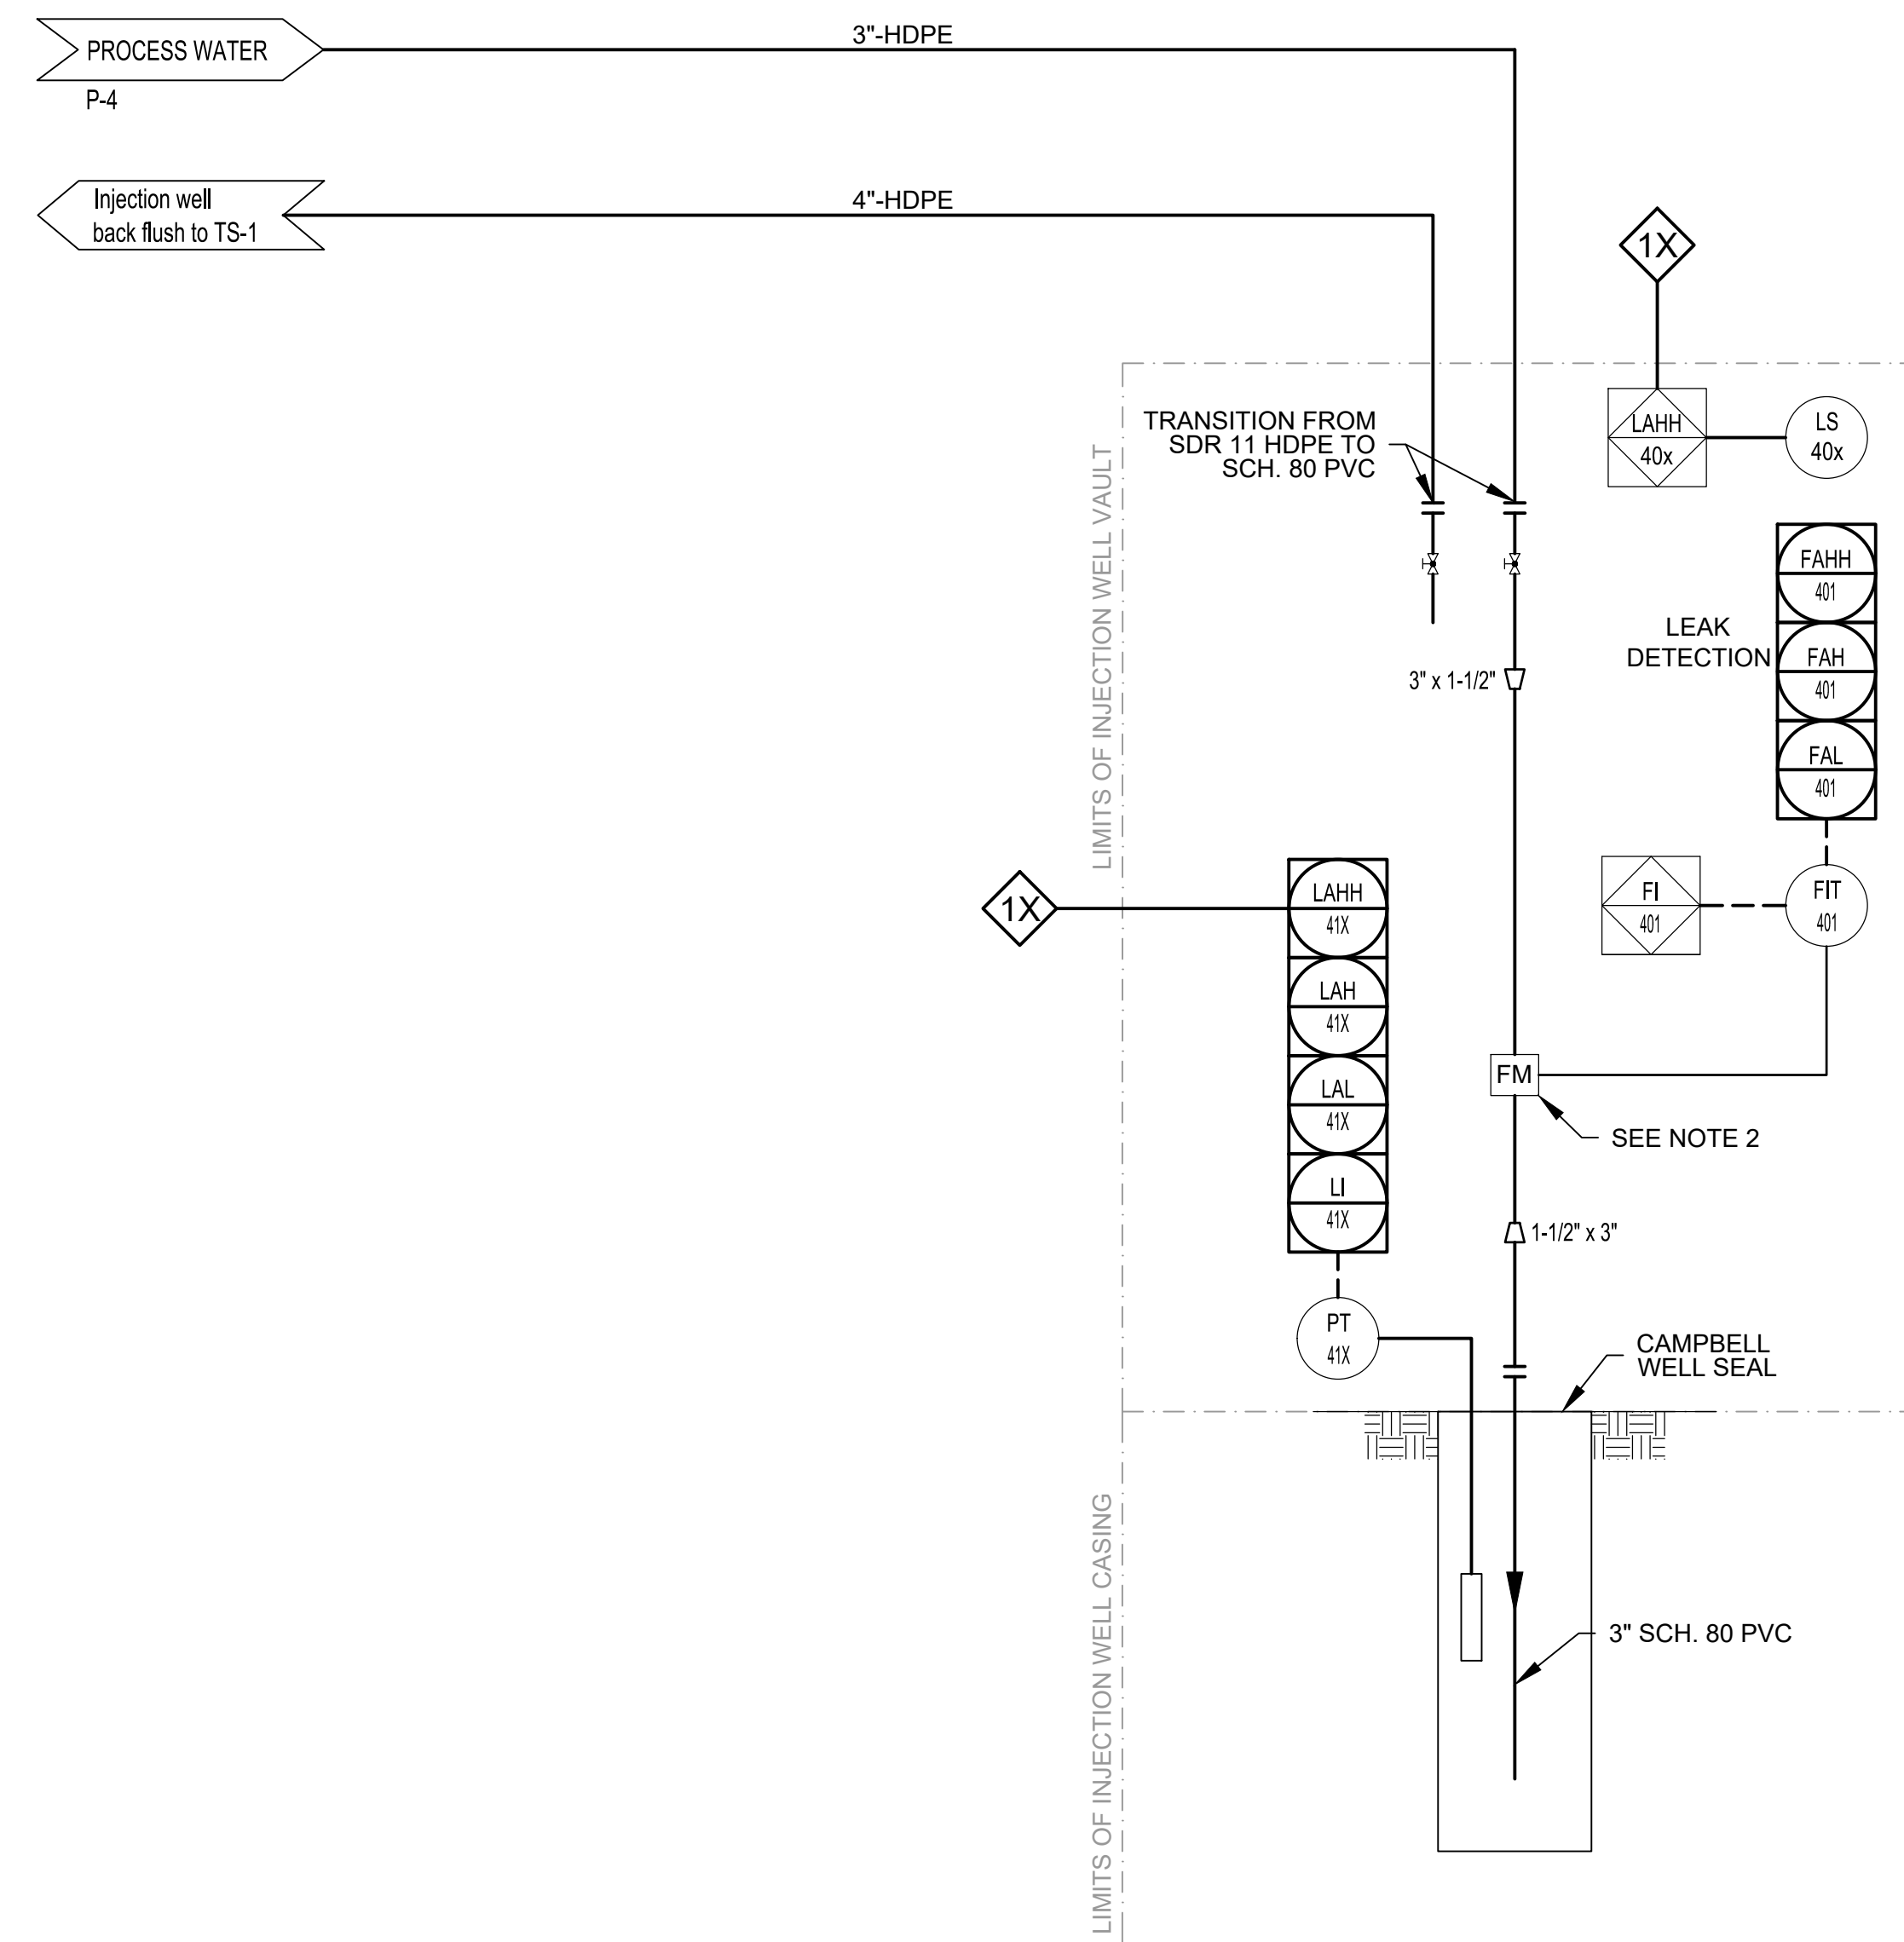 PROCESS WATER
P-4
3"-HDPE
Injection well
back flush to TS-1
4"-HDPE
1X
LAHH
40x
LS
40x
TRANSITION FROM
SDR 11 HDPE TO
SCH. 80 PVC
LIMITS OF INJECTION WELL VAULT
FAHH
401
LEAK
DETECTION
FAH
401
FAL
401
3" x 1-1/2"
1X
LAHH
41X
LAH
41X
LAL
41X
LI
41X
FI
401
FIT
401
FM
SEE NOTE 2
1-1/2" x 3"
PT
41X
CAMPBELL
WELL SEAL
LIMITS OF INJECTION WELL CASING
3" SCH. 80 PVC